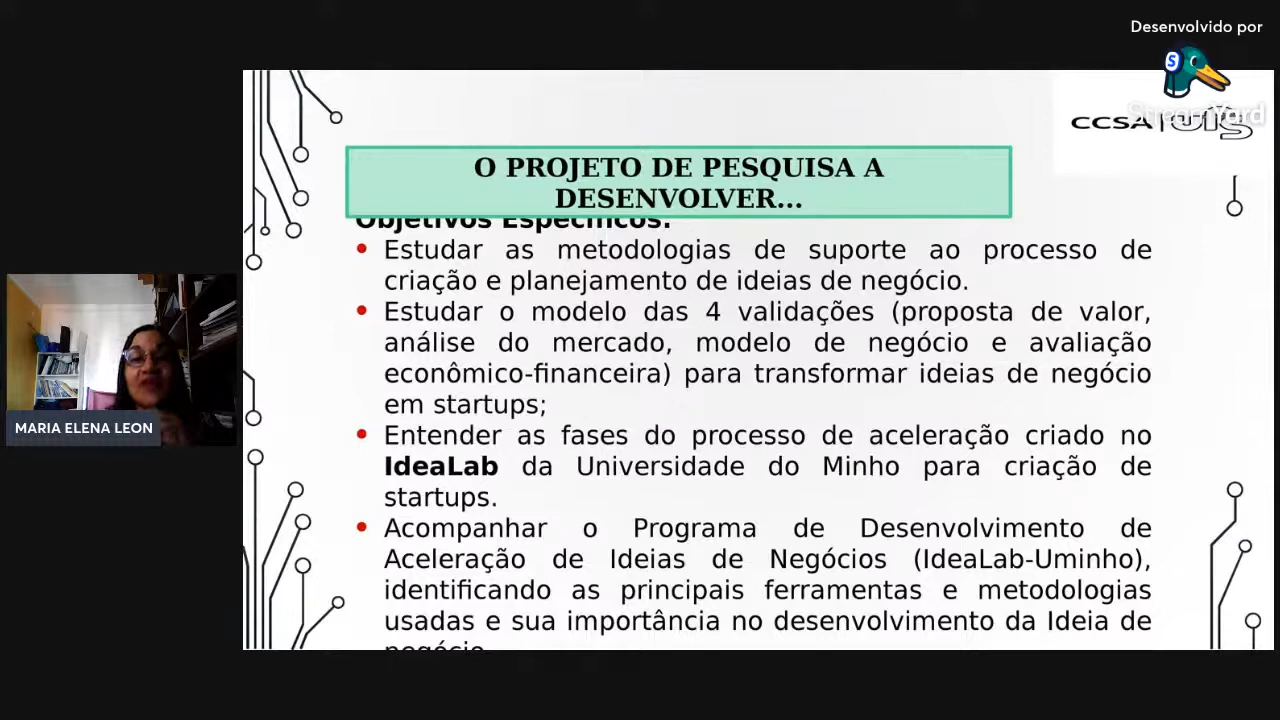 Desenvolvido por
StreamYard
CCSA
O PROJETO DE PESQUISA A
DESENVOLVER...
Objetivos Específicos:
• Estudar as metodologias de suporte ao processo de
criação e planejamento de ideias de negócio.
• Estudar o modelo das 4 validações (proposta de valor,
análise do mercado, modelo de negócio e avaliação
econômico-financeira) para transformar ideias de negócio
em startups;
• Entender as fases do processo de aceleração criado no
IdeaLab da Universidade do Minho para criação de
startups.
• Acompanhar o Programa de Desenvolvimento de
Aceleração de Ideias de Negócios (IdeaLab-Uminho),
identificando as principais ferramentas e metodologias
usadas e sua importância no desenvolvimento da Ideia de
negócio
MARIA ELENA LEON